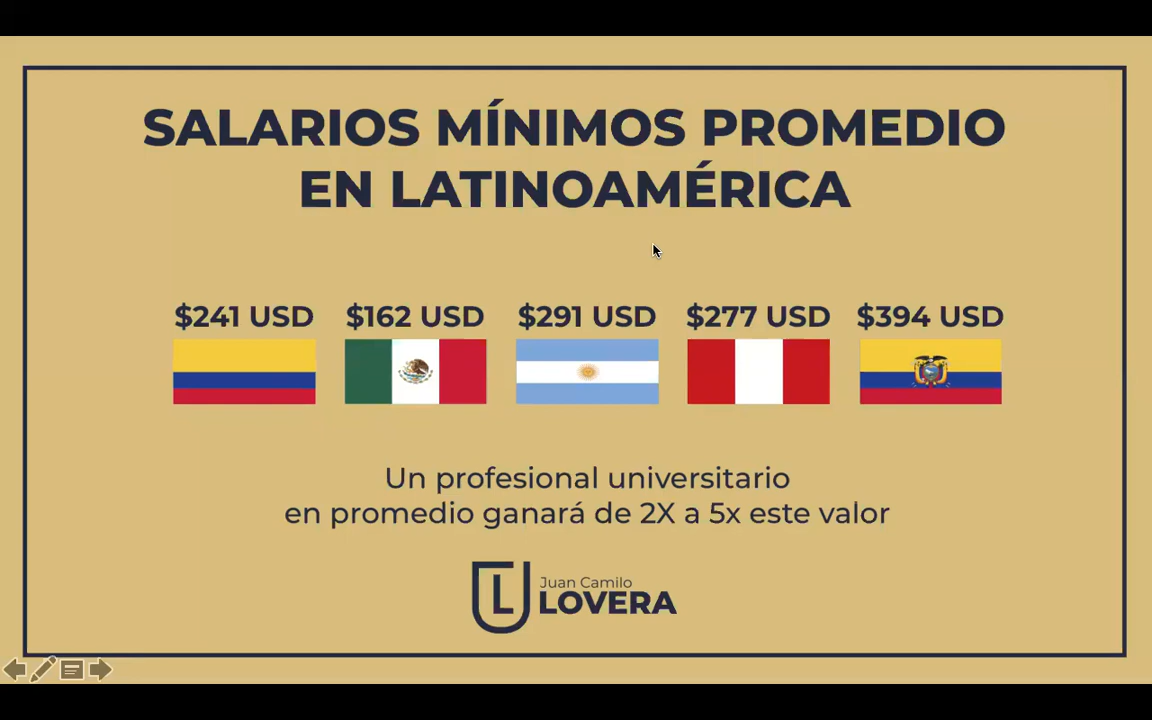 SALARIOS MÍNIMOS PROMEDIO
EN LATINOAMÉRICA
$241 USD $162 USD $291 USD $277 USD $394 USD
Un profesional universitario
en promedio ganará de 2X a 5x este valor
UL
Juan Camilo
LOVERA